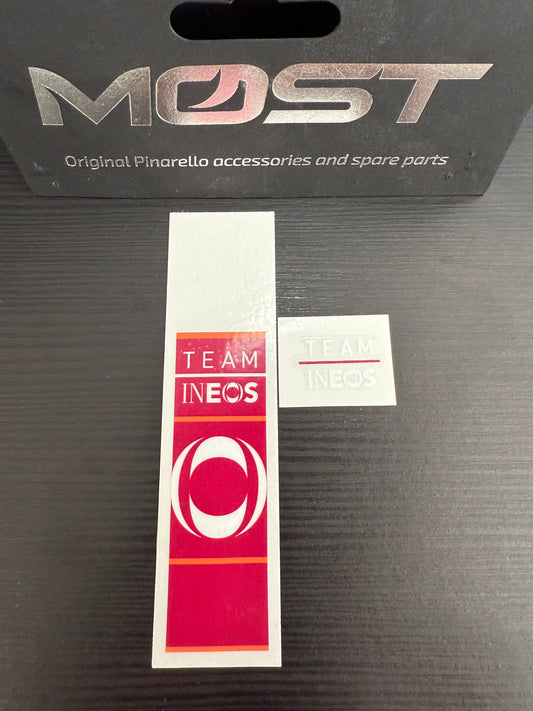 MOST
Original Pinarello accessories and spare parts
TEAM
INEOS
TEAM
INEOS